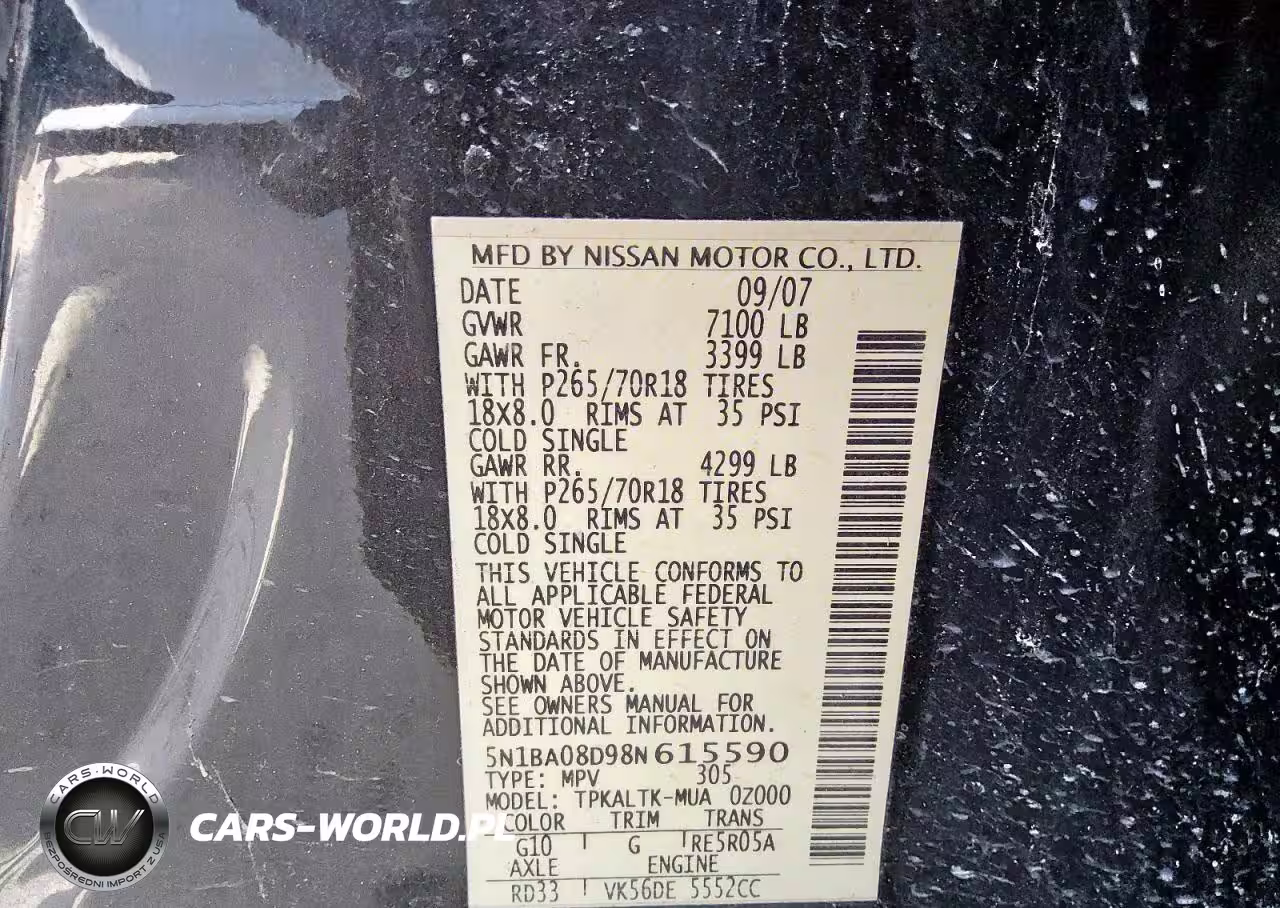 MFD BY NISSAN MOTOR CO., LTD.
DATE 09/07
GVWR 7100 LB
GAWR FR. 3399 LB
WITH P265/70R18 TIRES
18X8.0 RIMS AT 35 PSI
COLD SINGLE
GAWR RR. 4299 LB
WITH P265/70R18 TIRES
18X8.0 RIMS AT 35 PSI
COLD SINGLE
THIS VEHICLE CONFORMS TO
ALL APPLICABLE FEDERAL
MOTOR VEHICLE SAFETY
STANDARDS IN EFFECT ON
THE DATE OF MANUFACTURE
SHOWN ABOVE.
SEE OWNERS MANUAL FOR
ADDITIONAL INFORMATION.
5N1BA08D98N615590
TYPE: MPV 305
MODEL: TPKALTK-MUA 0Z000
COLOR TRIM TRANS
G10 G RE5R05A
AXLE ENGINE
RD33 VK56DE 5552CC
CARS-WORLD
CW
BEZPOŚREDNI IMPORT Z USA
CARS-WORLD.PL